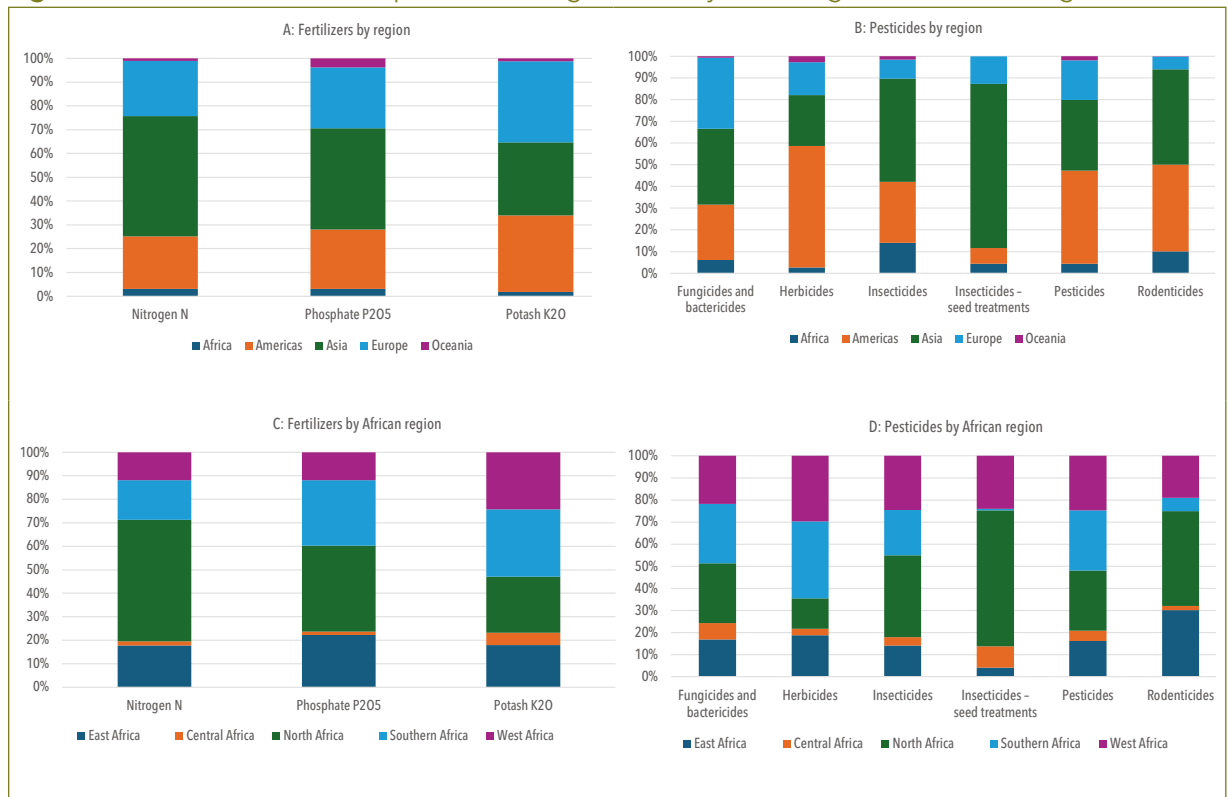 A: Fertilizers by region
100%
90%
80%
70%
60%
50%
40%
30%
20%
10%
0%
Nitrogen N
Phosphate P2O5
Potash K2O
Africa Americas Asia Europe Oceania
B: Pesticides by region
100%
90%
80%
70%
60%
50%
40%
30%
20%
10%
0%
Fungicides and
bactericides
Herbicides
Insecticides
Insecticides –
seed treatments
Pesticides
Rodenticides
Africa Americas Asia Europe Oceania
C: Fertilizers by African region
100%
90%
80%
70%
60%
50%
40%
30%
20%
10%
0%
Nitrogen N
Phosphate P2O5
Potash K2O
East Africa Central Africa North Africa Southern Africa West Africa
D: Pesticides by African region
100%
90%
80%
70%
60%
50%
40%
30%
20%
10%
0%
Fungicides and
bactericides
Herbicides
Insecticides
Insecticides –
seed treatments
Pesticides
Rodenticides
East Africa Central Africa North Africa Southern Africa West Africa